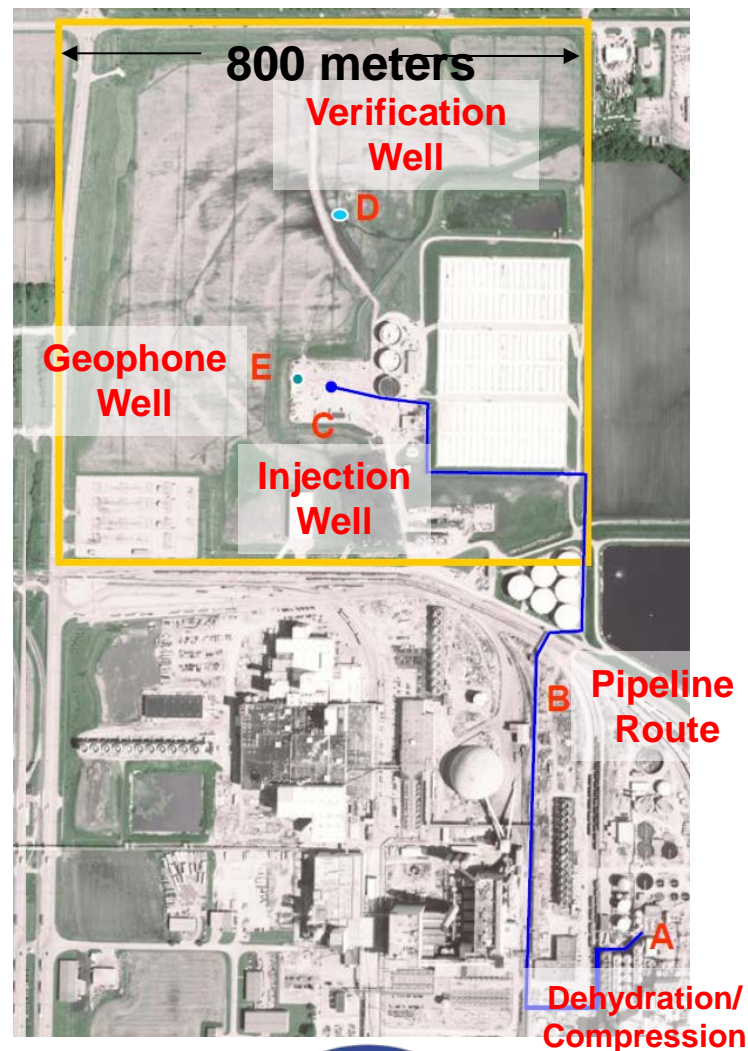 800 meters
Verification
Well
D
Geophone
Well
E
C
Injection
Well
B
Pipeline
Route
A
Dehydration/
Compression